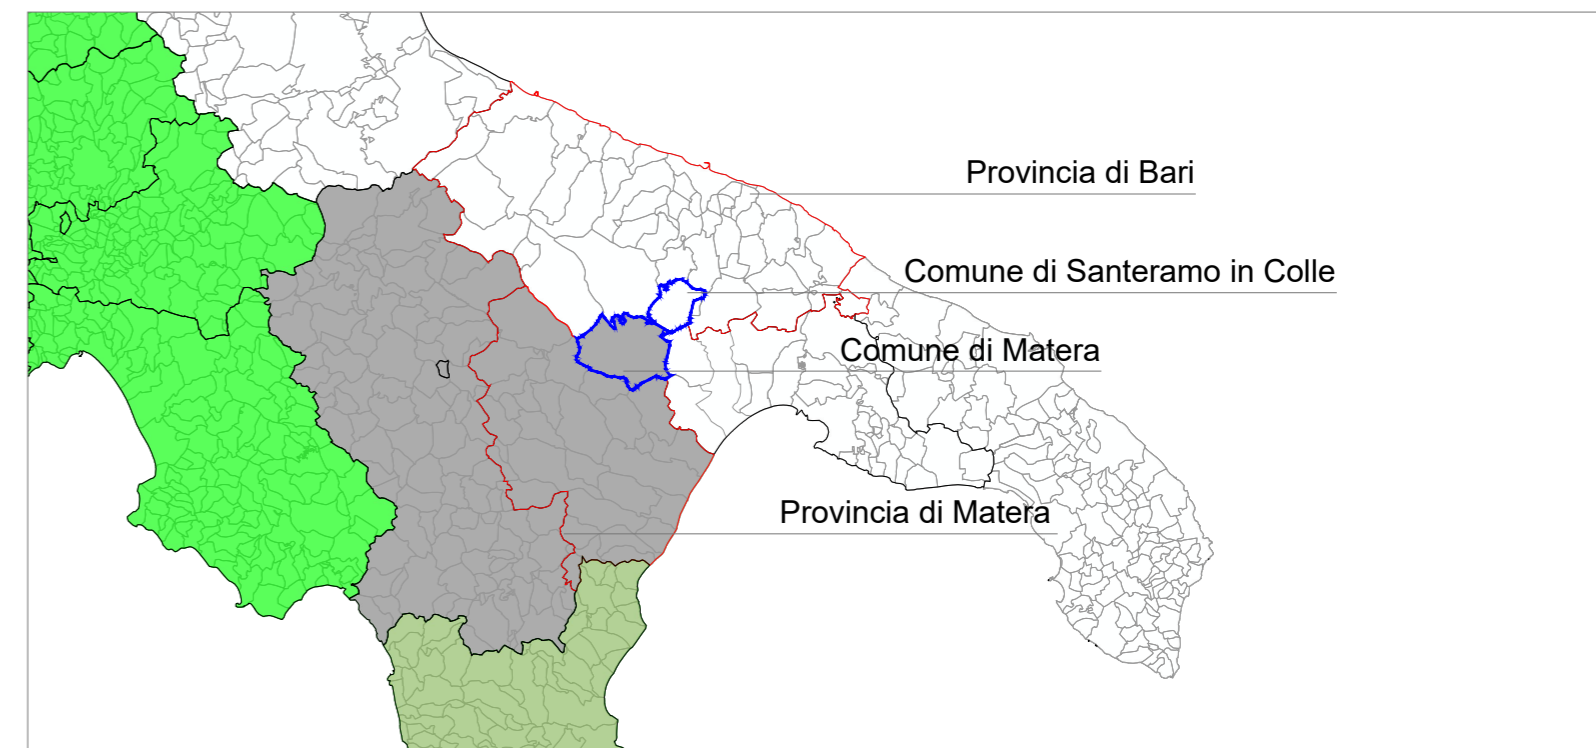 Provincia di Bari
Comune di Santeramo in Colle
Comune di Matera
Provincia di Matera